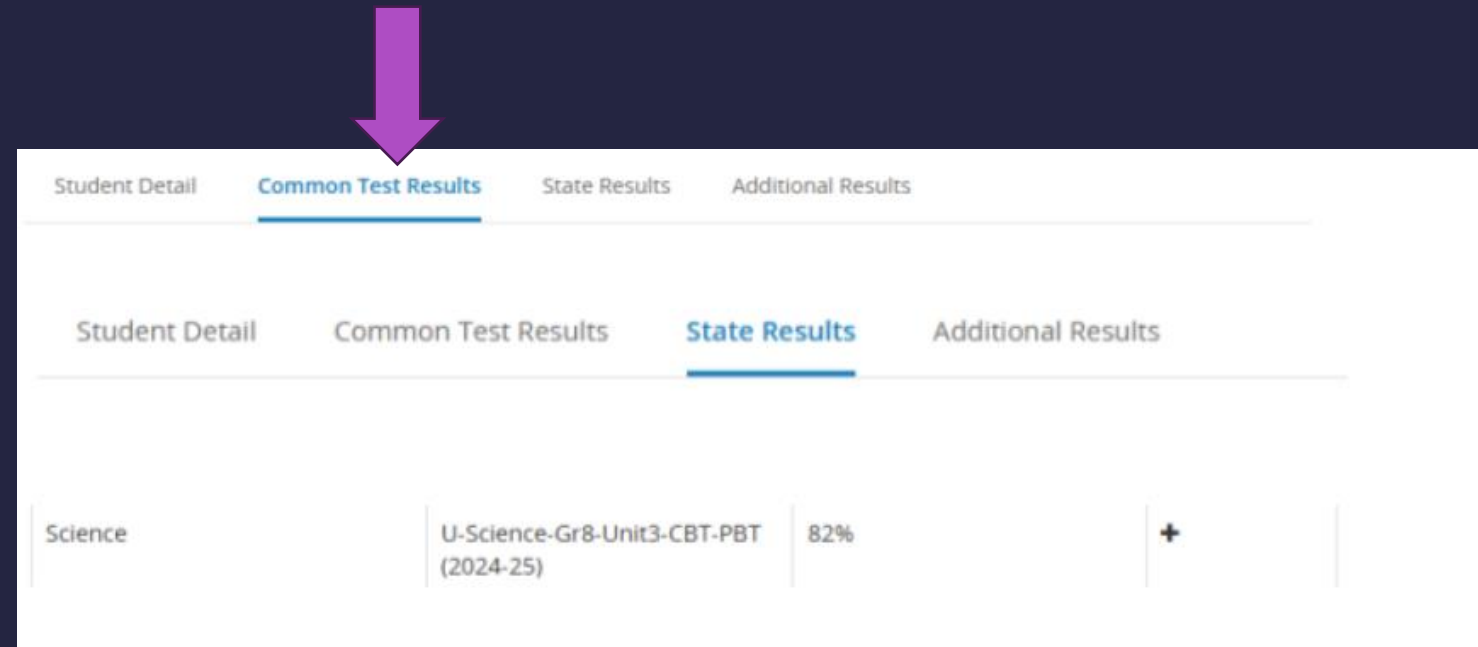 Student Detail Common Test Results State Results Additional Results
Student Detail Common Test Results State Results Additional Results
Science U-Science-Gr8-Unit3-CBT-PBT 82% +
(2024-25)